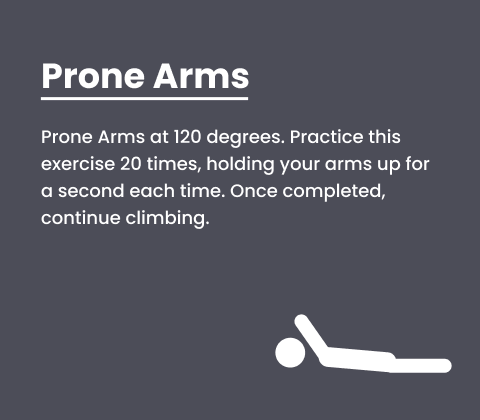 Prone Arms
Prone Arms at 120 degrees. Practice this
exercise 20 times, holding your arms up for
a second each time. Once completed,
continue climbing.